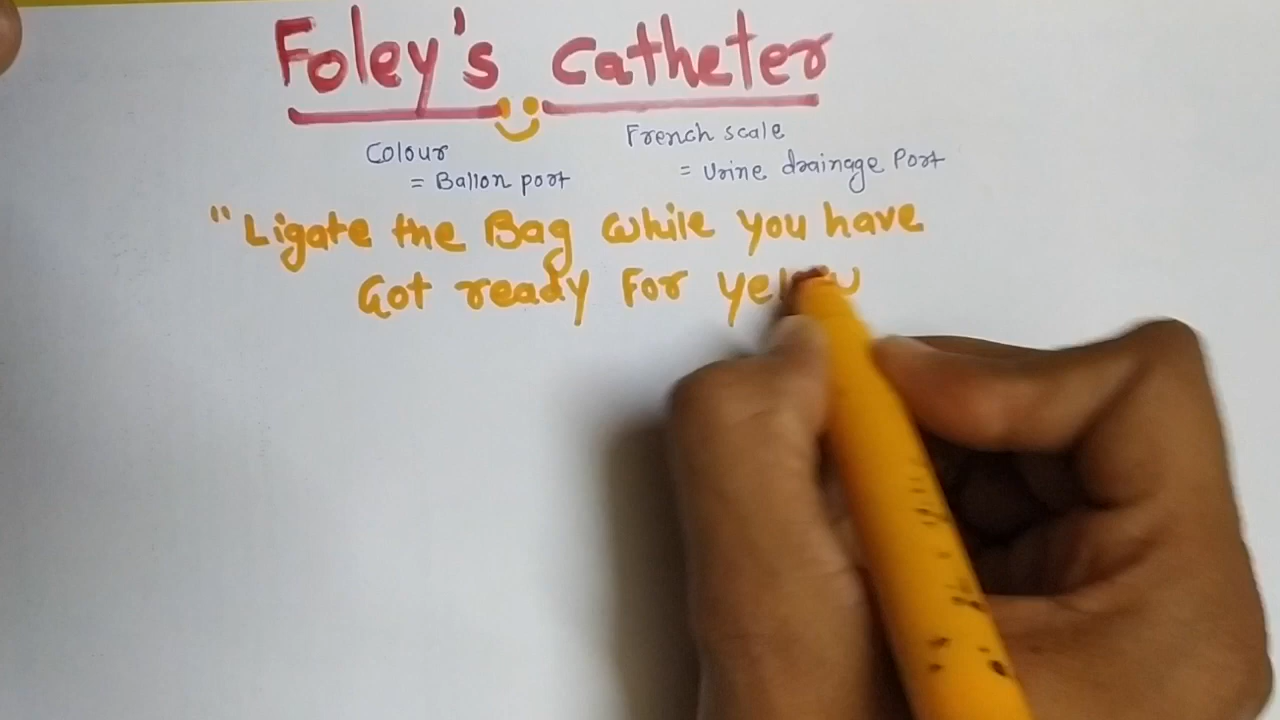 Foley's Catheter
Colour
= Ballon port
French scale
= Urine drainage Port
"Ligate the Bag while you have
Got ready For